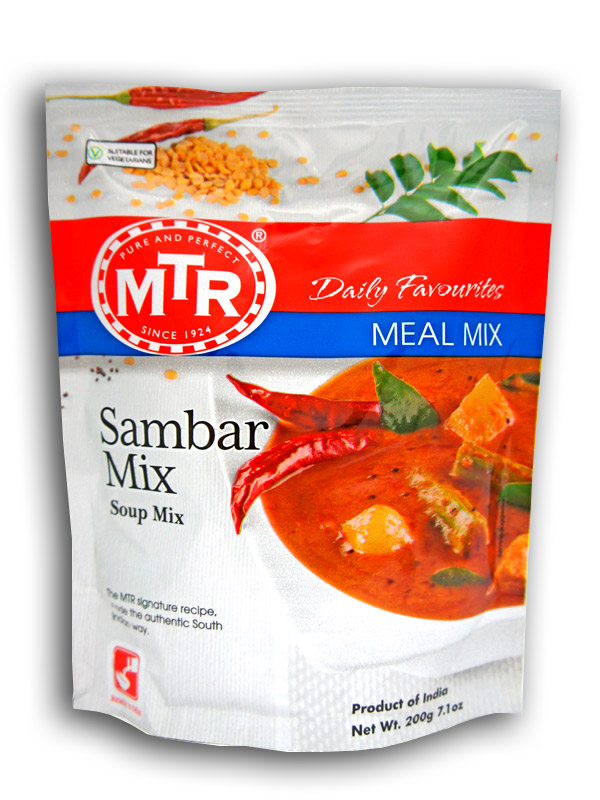 SUITABLE FOR
VEGETARIANS
PURE AND PERFECT
MTR
®
SINCE 1924
Daily Favourites
MEAL MIX
Sambar
Mix
Soup Mix
The MTR signature recipe,
made the authentic South
Indian way.
Product of India
Net Wt. 200g 7.1oz